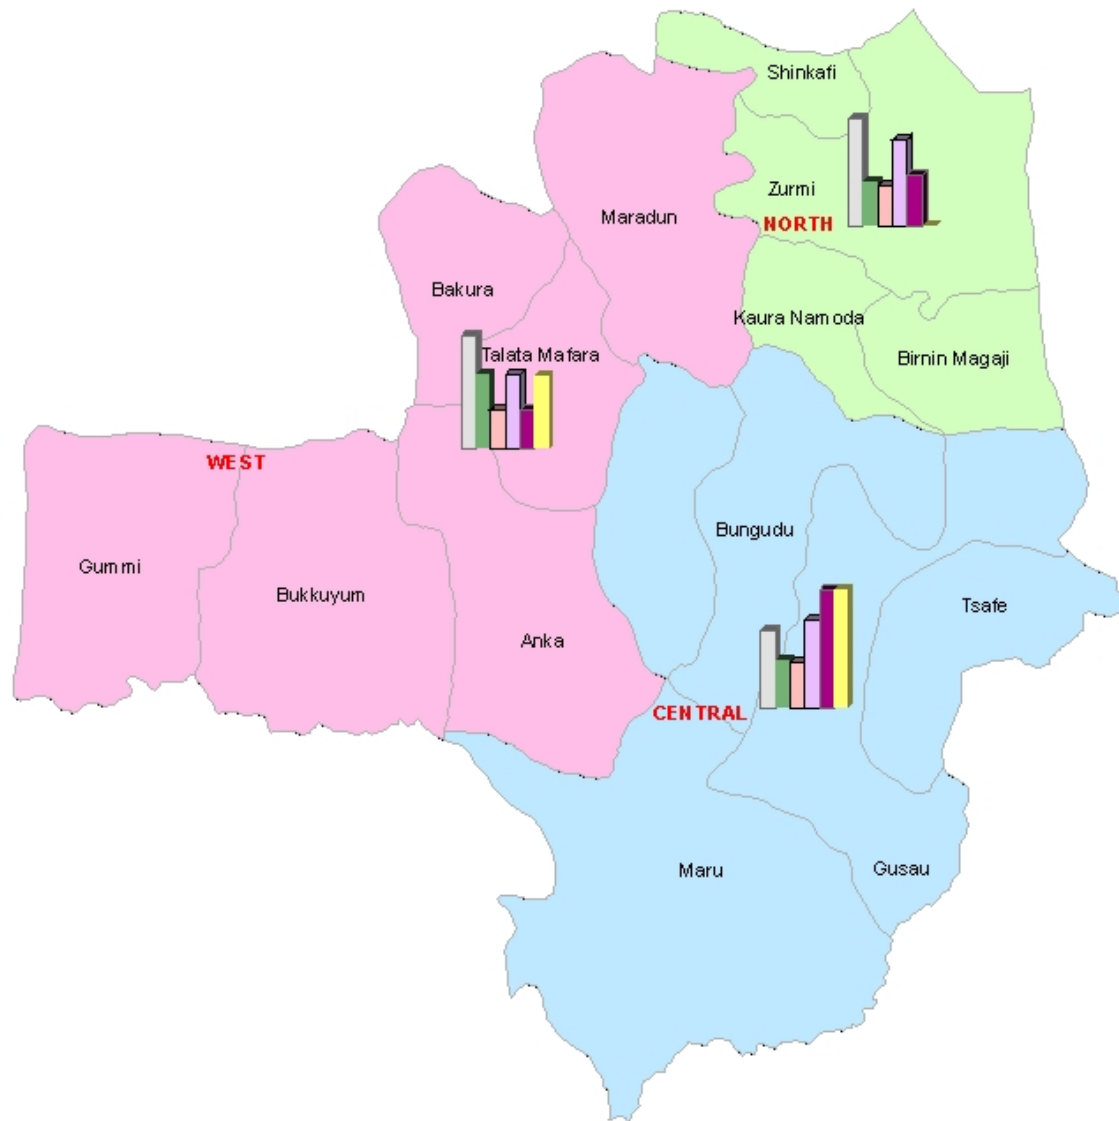 Shinkafi
Zurmi
NORTH
Maradun
Bakura
Kaura Namoda
Talata Mafara
Birnin Magaji
WEST
Bungudu
Gummi
Bukkuyum
Tsafe
Anka
CENTRAL
Maru
Gusau